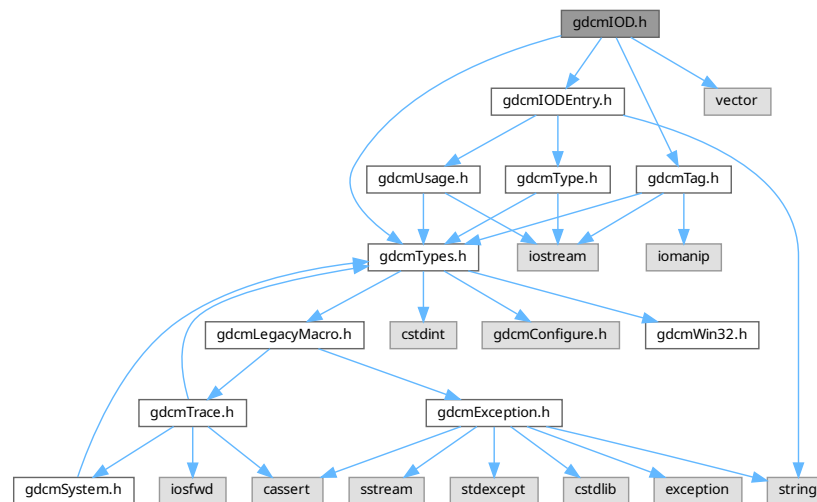 gdcmIOD.h
gdcmIODEntry.h
vector
gdcmUsage.h
gdcmType.h
gdcmTag.h
gdcmTypes.h
iostream
iomanip
gdcmLegacyMacro.h
cstdint
gdcmConfigure.h
gdcmWin32.h
gdcmTrace.h
gdcmException.h
gdcmSystem.h
iosfwd
cassert
sstream
stdexcept
cstdlib
exception
string